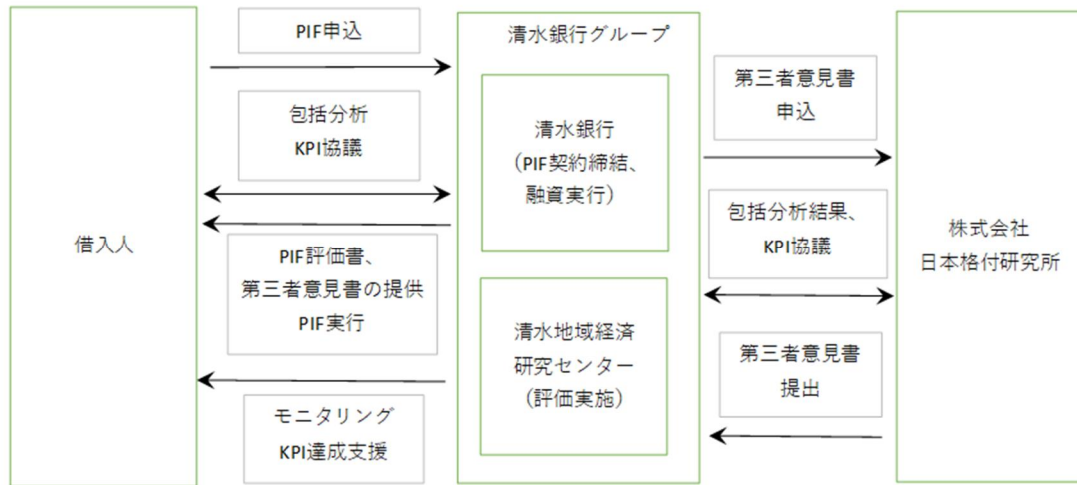 借入人
PIF申込
包括分析
KPI協議
PIF評価書、
第三者意見書の提供
PIF実行
モニタリング
KPI達成支援
清水銀行グループ
清水銀行
（PIF契約締結、
融資実行）
清水地域経済
研究センター
（評価実施）
第三者意見書
申込
包括分析結果、
KPI協議
第三者意見書
提出
株式会社
日本格付研究所